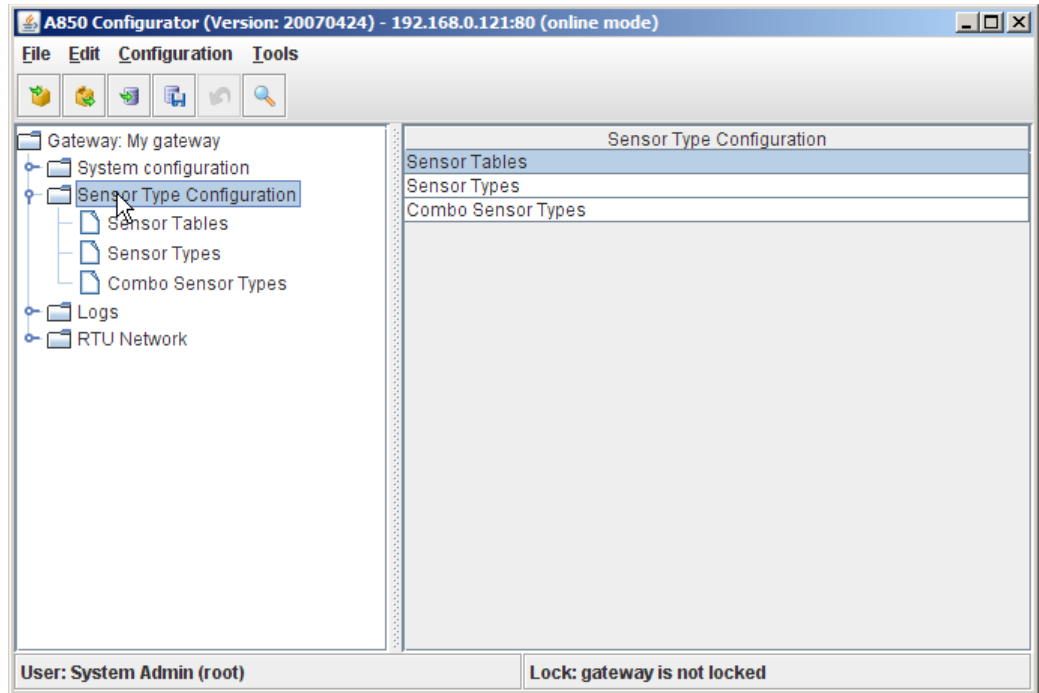 A850 Configurator (Version: 20070424) - 192.168.0.121:80 (online mode)
File Edit Configuration Tools
Gateway: My gateway
System configuration
Sensor Type Configuration
Sensor Tables
Sensor Types
Combo Sensor Types
Logs
RTU Network
Sensor Type Configuration
Sensor Tables
Sensor Types
Combo Sensor Types
User: System Admin (root)
Lock: gateway is not locked